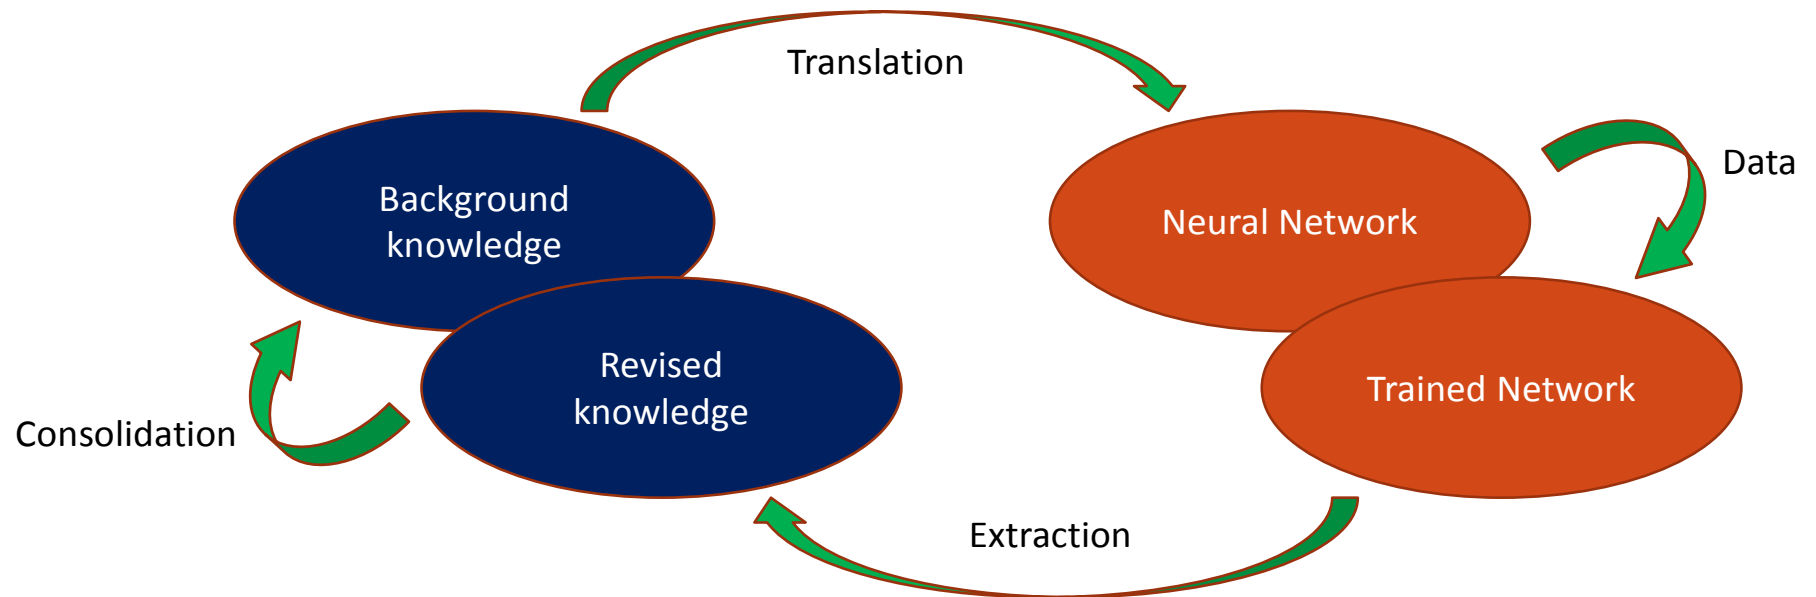 Translation
Data
Background
knowledge
Neural Network
Revised
knowledge
Trained Network
Consolidation
Extraction